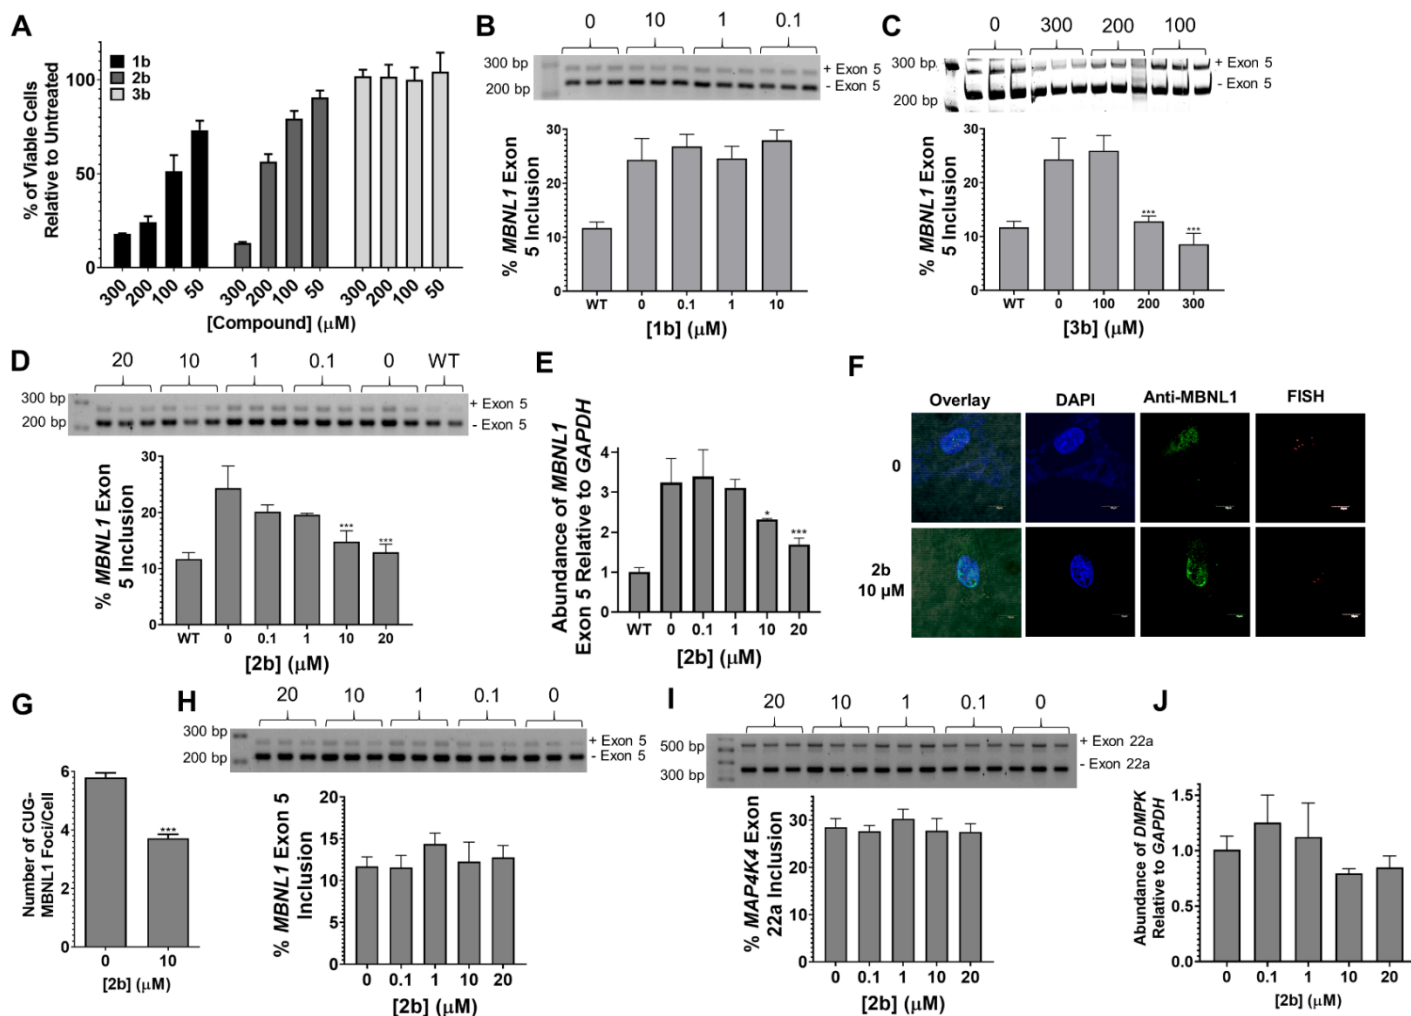 A
1b
2b
3b
% of Viable Cells
Relative to Untreated
100
50
0
300 200 100 50 300 200 100 50 300 200 100 50
[Compound] (μM)
B
0 10 1 0.1
300 bp
200 bp
+ Exon 5
- Exon 5
% MBNL1 Exon
5 Inclusion
30
20
10
0
WT 0 0.1 1 10
[1b] (μM)
C
0 300 200 100
300 bp
200 bp
+ Exon 5
- Exon 5
% MBNL1 Exon
5 Inclusion
30
20
10
0
*** ***
WT 0 100 200 300
[3b] (μM)
D
20 10 1 0.1 0 WT
300 bp
200 bp
+ Exon 5
- Exon 5
% MBNL1 Exon
5 Inclusion
30
20
10
0
*** ***
WT 0 0.1 1 10 20
[2b] (μM)
E
Abundance of MBNL1
Exon 5 Relative to GAPDH
4
3
2
1
0
* ***
WT 0 0.1 1 10 20
[2b] (μM)
F
Overlay DAPI Anti-MBNL1 FISH
0
2b
10 μM
G
Number of CUG-
MBNL1 Foci/Cell
6
4
2
0
***
0 10
[2b] (μM)
H
20 10 1 0.1 0
300 bp
200 bp
+ Exon 5
- Exon 5
% MBNL1 Exon 5
Inclusion
20
15
10
5
0
0 0.1 1 10 20
[2b] (μM)
I
20 10 1 0.1 0
500 bp
300 bp
+ Exon 22a
- Exon 22a
% MAP4K4 Exon
22a Inclusion
30
20
10
0
0 0.1 1 10 20
[2b] (μM)
J
Abundance of DMPK
Relative to GAPDH
1.5
1.0
0.5
0.0
0 0.1 1 10 20
[2b] (μM)